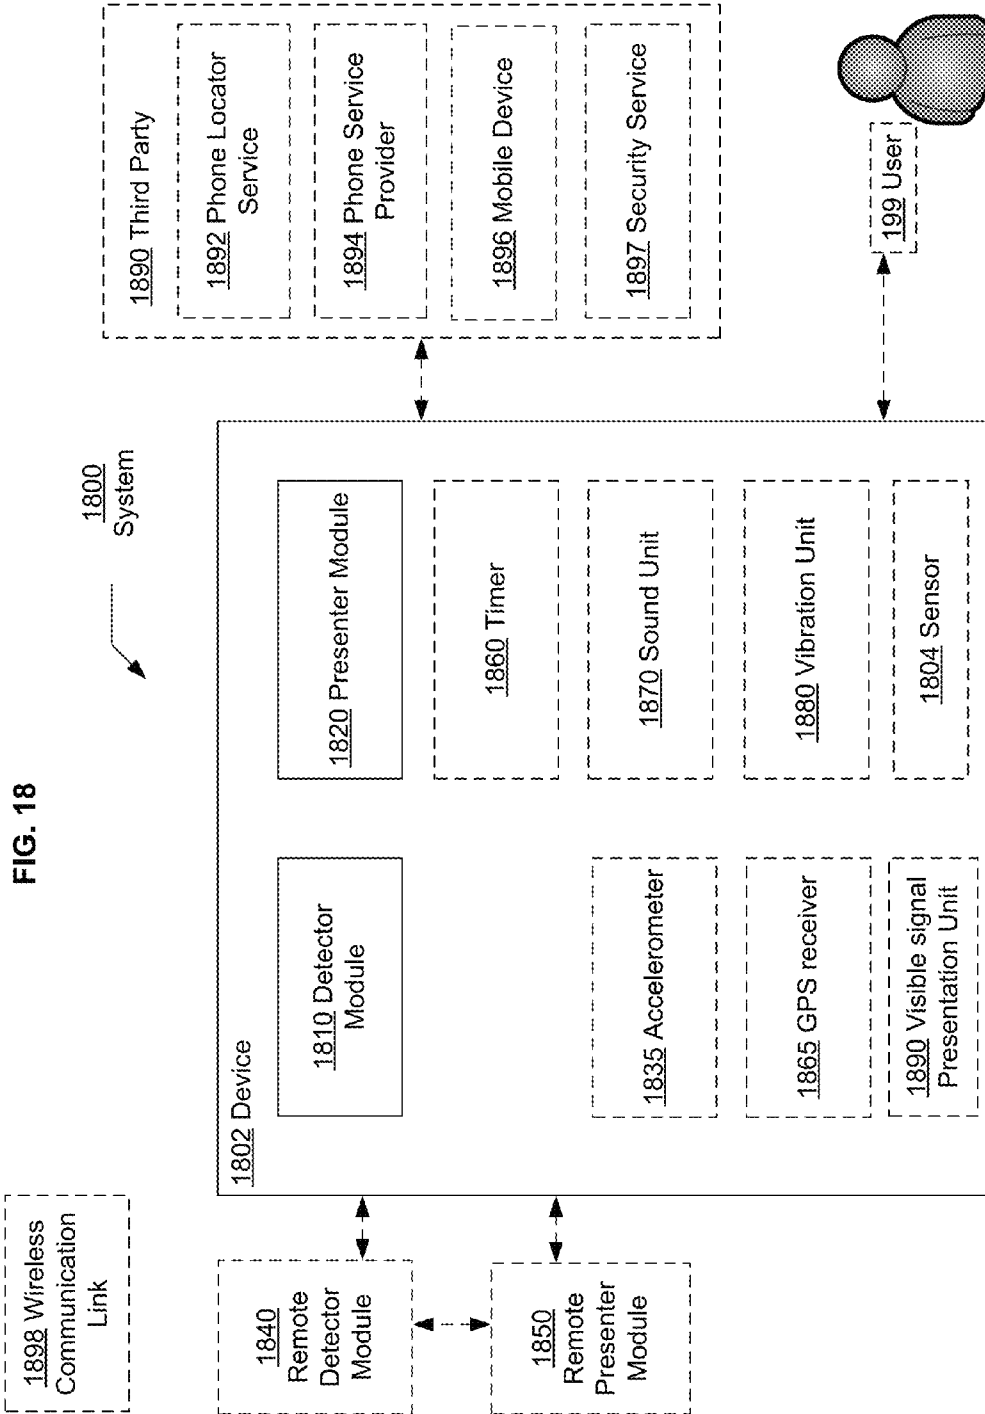 FIG. 18
1800
System
1898 Wireless
Communication
Link
1802 Device
1810 Detector
Module
1820 Presenter Module
1860 Timer
1835 Accelerometer
1870 Sound Unit
1865 GPS receiver
1880 Vibration Unit
1890 Visible signal
Presentation Unit
1804 Sensor
1840
Remote
Detector
Module
1850
Remote
Presenter
Module
1890 Third Party
1892 Phone Locator
Service
1894 Phone Service
Provider
1896 Mobile Device
1897 Security Service
199 User